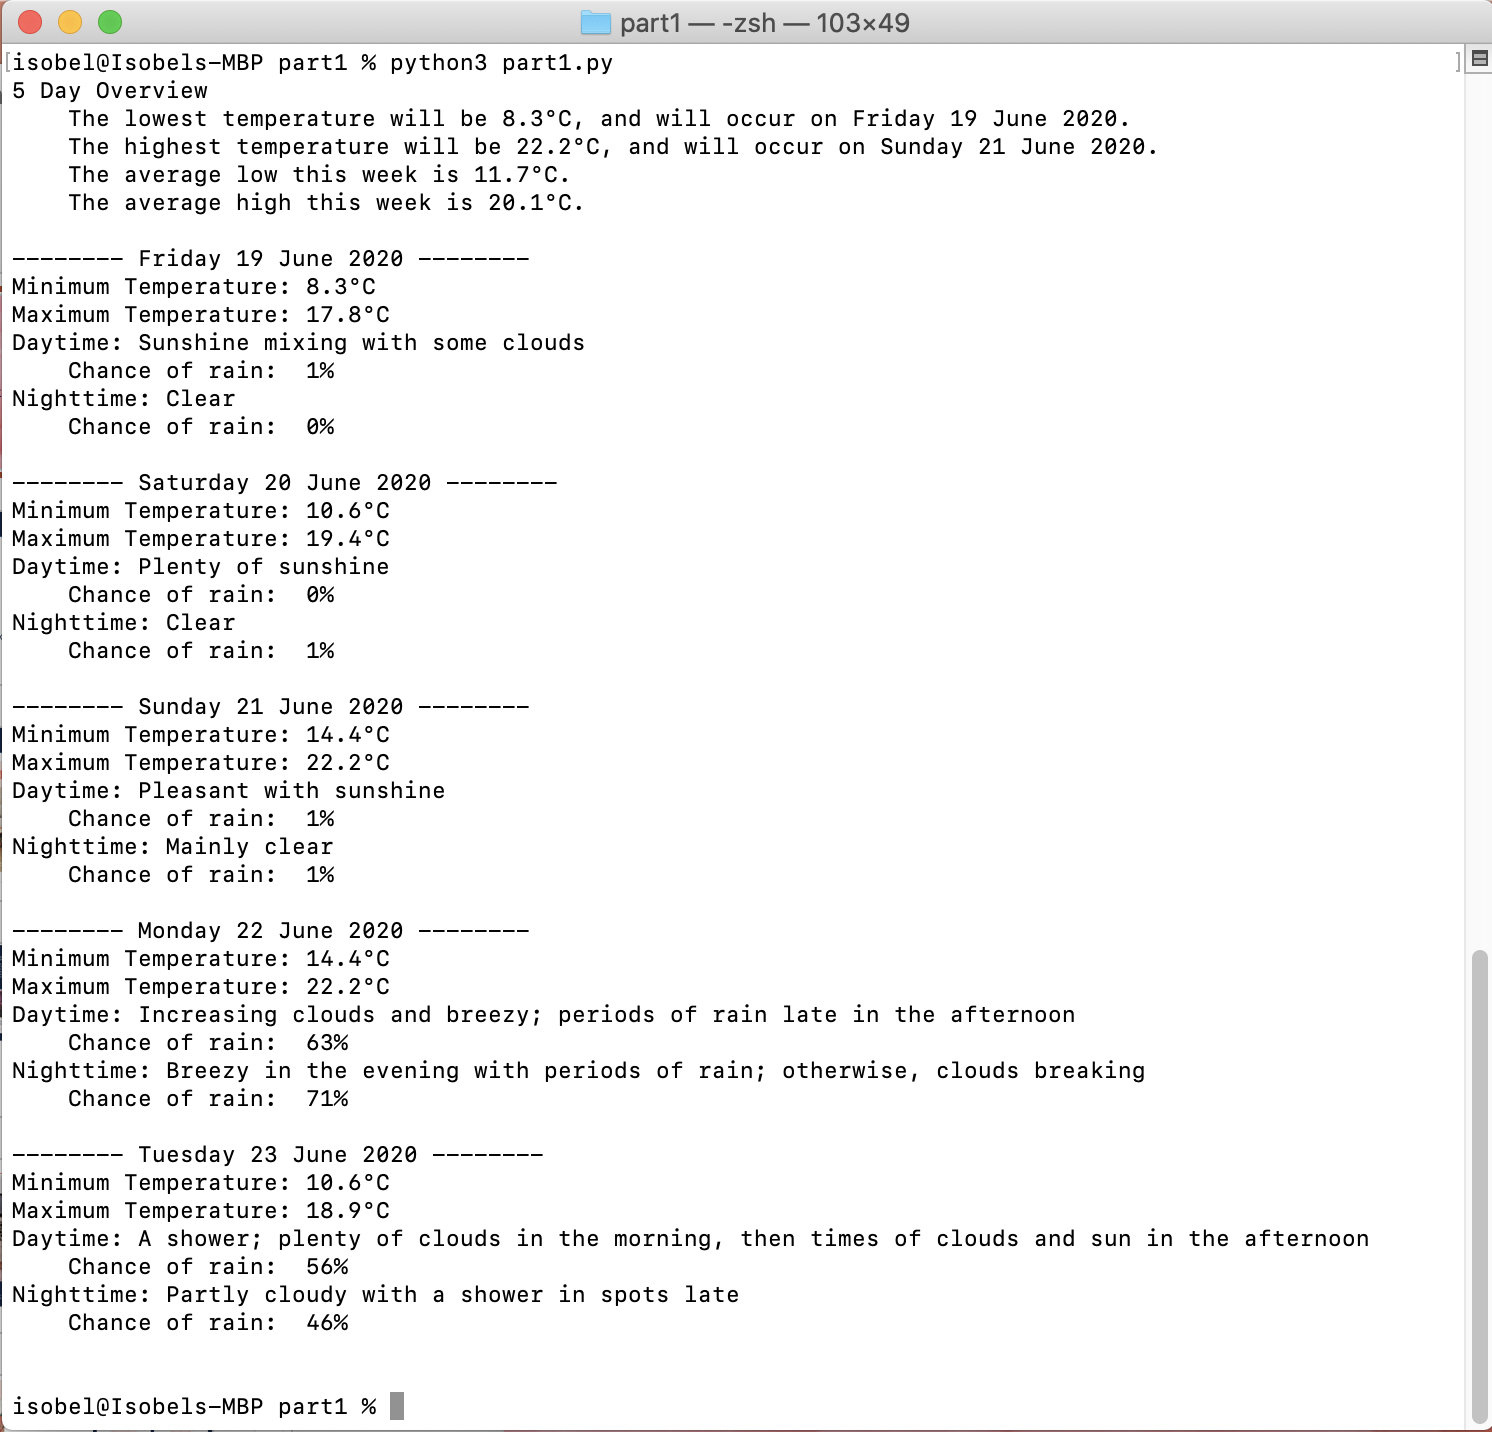 part1 — -zsh — 103×49
isobel@Isobels-MBP part1 % python3 part1.py
5 Day Overview
    The lowest temperature will be 8.3°C, and will occur on Friday 19 June 2020.
    The highest temperature will be 22.2°C, and will occur on Sunday 21 June 2020.
    The average low this week is 11.7°C.
    The average high this week is 20.1°C.

-------- Friday 19 June 2020 --------
Minimum Temperature: 8.3°C
Maximum Temperature: 17.8°C
Daytime: Sunshine mixing with some clouds
    Chance of rain:  1%
Nighttime: Clear
    Chance of rain:  0%

-------- Saturday 20 June 2020 --------
Minimum Temperature: 10.6°C
Maximum Temperature: 19.4°C
Daytime: Plenty of sunshine
    Chance of rain:  0%
Nighttime: Clear
    Chance of rain:  1%

-------- Sunday 21 June 2020 --------
Minimum Temperature: 14.4°C
Maximum Temperature: 22.2°C
Daytime: Pleasant with sunshine
    Chance of rain:  1%
Nighttime: Mainly clear
    Chance of rain:  1%

-------- Monday 22 June 2020 --------
Minimum Temperature: 14.4°C
Maximum Temperature: 22.2°C
Daytime: Increasing clouds and breezy; periods of rain late in the afternoon
    Chance of rain:  63%
Nighttime: Breezy in the evening with periods of rain; otherwise, clouds breaking
    Chance of rain:  71%

-------- Tuesday 23 June 2020 --------
Minimum Temperature: 10.6°C
Maximum Temperature: 18.9°C
Daytime: A shower; plenty of clouds in the morning, then times of clouds and sun in the afternoon
    Chance of rain:  56%
Nighttime: Partly cloudy with a shower in spots late
    Chance of rain:  46%

isobel@Isobels-MBP part1 %